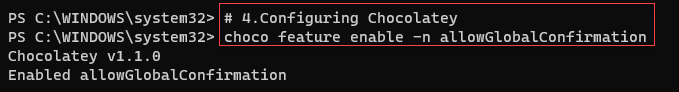 PS C:\WINDOWS\system32> # 4.Configuring Chocolatey
PS C:\WINDOWS\system32> choco feature enable -n allowGlobalConfirmation
Chocolatey v1.1.0
Enabled allowGlobalConfirmation